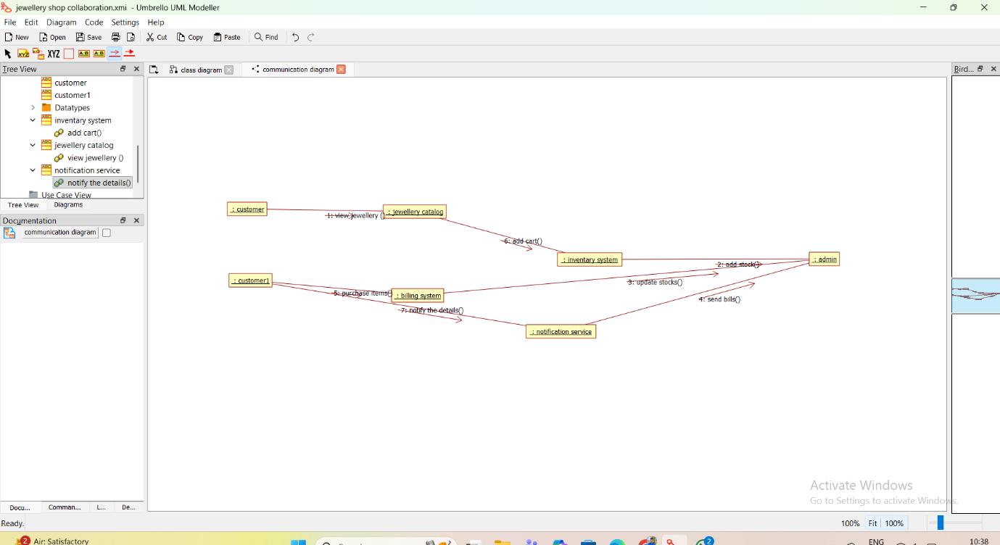 jewellery shop collaboration.xmi - Umbrello UML Modeller
File Edit Diagram Code Settings Help
New Open Save Cut Copy Paste Find
XYZ XYZ A:B A:B
Tree View
class diagram
communication diagram
Bird...
customer
customer1
Datatypes
inventary system
add cart()
jewellery catalog
view jewellery ()
notification service
notify the details()
Use Case View
Tree View Diagrams
Documentation
communication diagram
: customer
1: view jewellery ()
: jewellery catalog
6: add cart()
: inventary system
2: add stock()
: admin
: customer1
3: update stocks()
5: purchase items()
: billing system
4: send bills()
7: notify the details()
: notification service
Activate Windows
Go to Settings to activate Windows.
Docu... Comman... L... De...
Ready.
100% Fit 100%
2 Air: Satisfactory
2
ENG
10:38